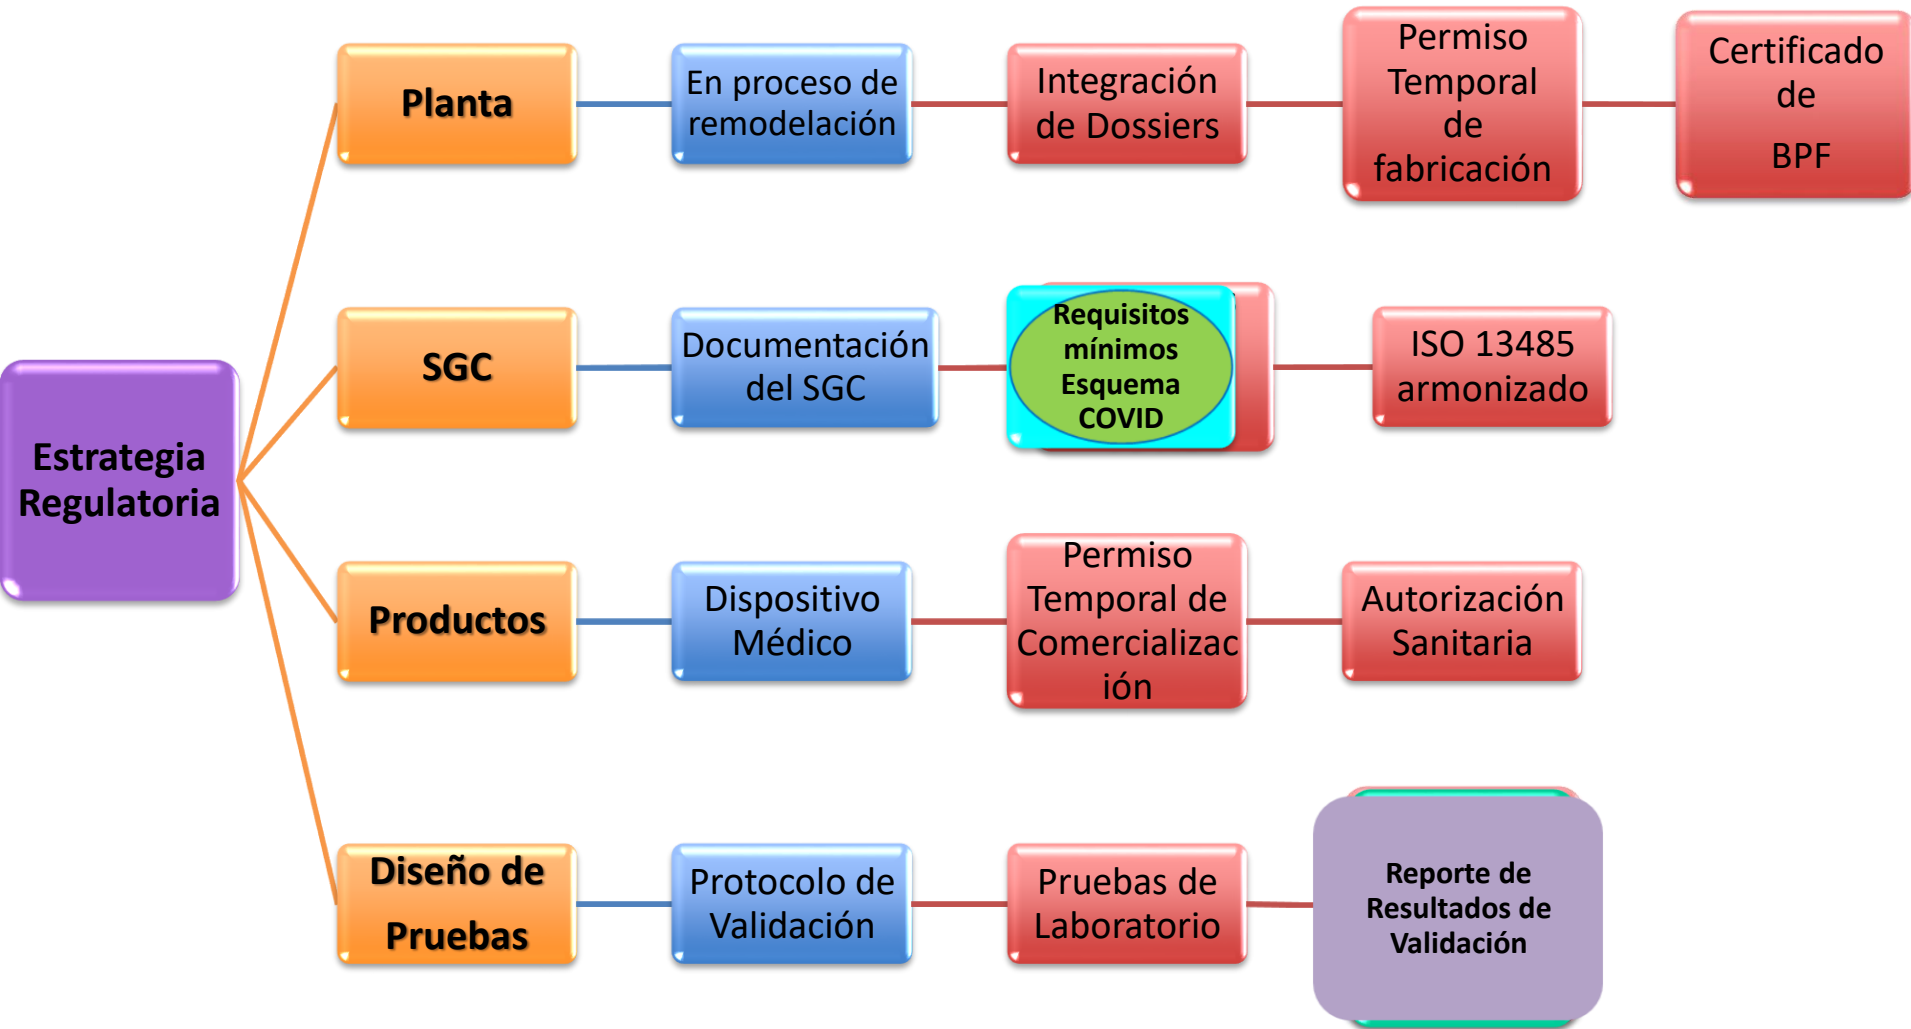 Estrategia
Regulatoria
Planta
En proceso de
remodelación
Integración
de Dossiers
Permiso
Temporal
de
fabricación
Certificado
de
BPF
SGC
Documentación
del SGC
Requisitos
mínimos
Esquema
COVID
ISO 13485
armonizado
Productos
Dispositivo
Médico
Permiso
Temporal de
Comercializac
ión
Autorización
Sanitaria
Diseño de
Pruebas
Protocolo de
Validación
Pruebas de
Laboratorio
Reporte de
Resultados de
Validación